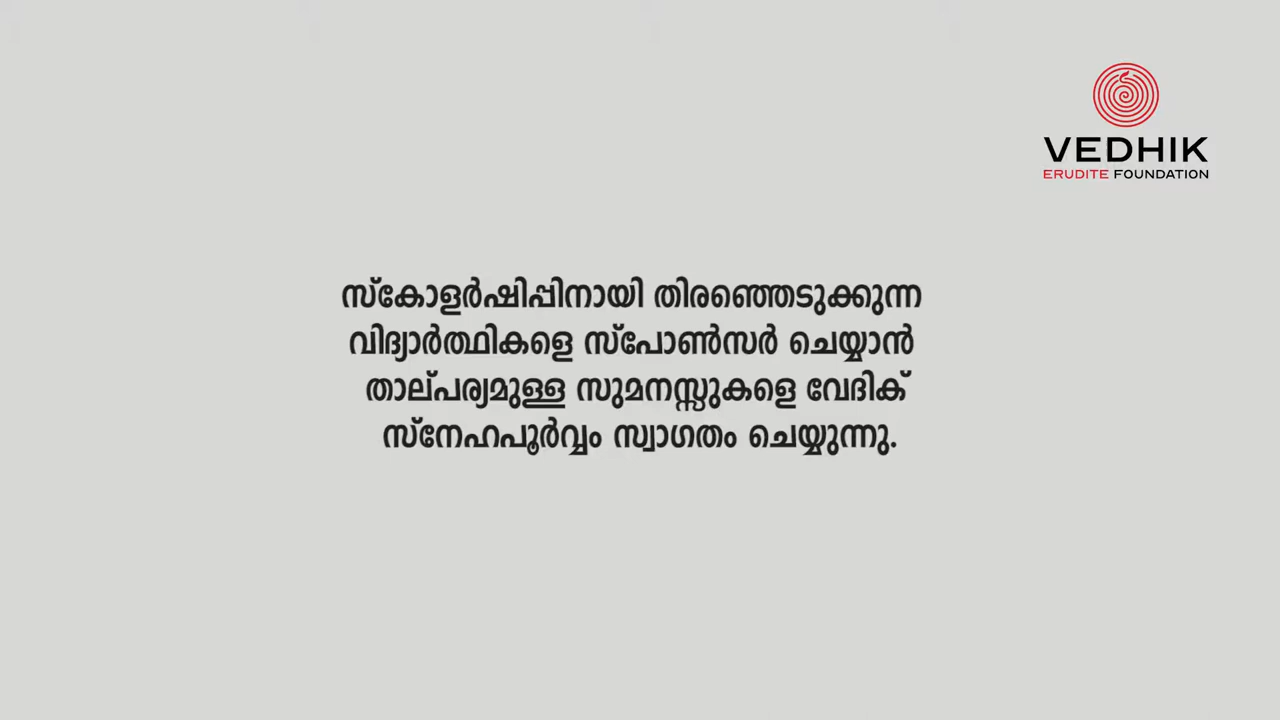 VEDHIK
ERUDITE FOUNDATION
സ്കോളർഷിപ്പിനായി തിരഞ്ഞെടുക്കുന്ന
വിദ്യാർത്ഥികളെ സ്പോൺസർ ചെയ്യാൻ
താല്പര്യമുള്ള സുമനസ്സുകളെ വേദിക്
സ്നേഹപൂർവ്വം സ്വാഗതം ചെയ്യുന്നു.